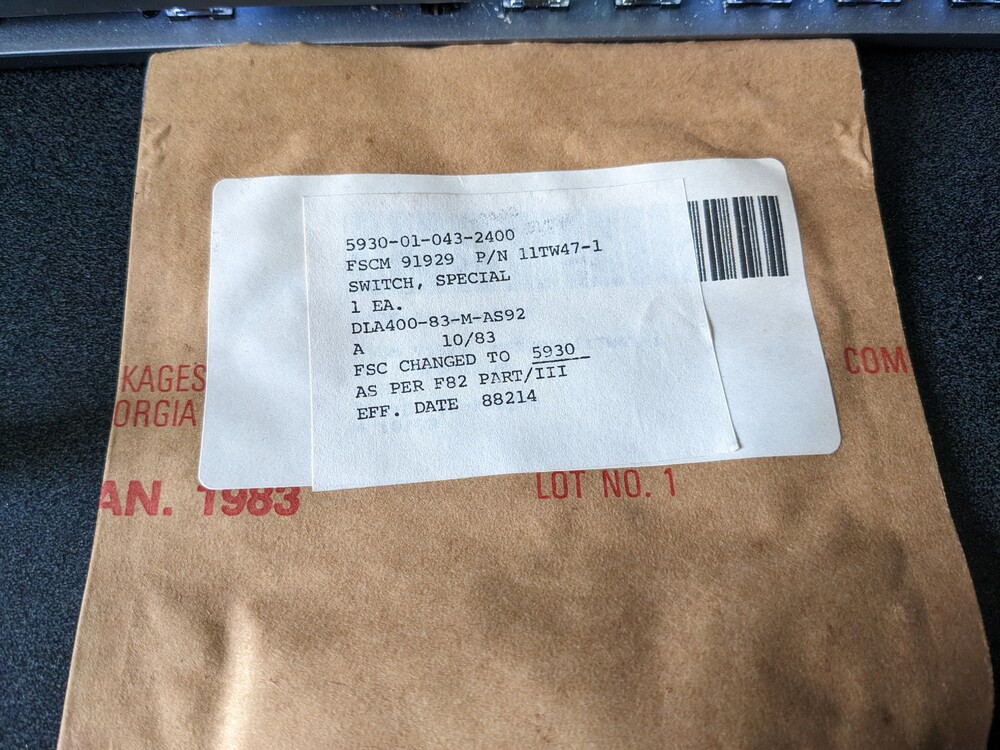 5930-01-043-2400
FSCM 91929 P/N 11TW47-1
SWITCH, SPECIAL
1 EA.
DLA400-83-M-AS92
A 10/83
FSC CHANGED TO 5930
AS PER F82 PART/III
EFF. DATE 88214
KAGES
COM
ORGIA
AN. 1983
LOT NO. 1